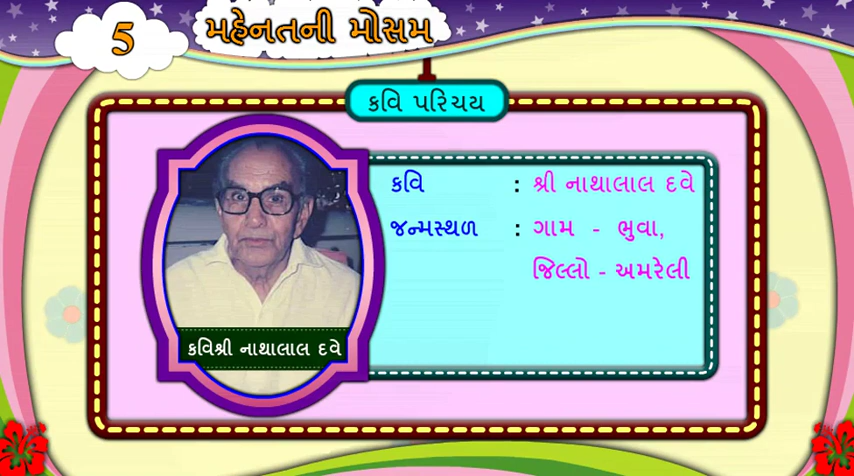 5
મહેનતની મોસમ
કવિ પરિચય
કવિ : શ્રી નાથાલાલ દવે
જન્મસ્થળ : ગામ - ભુવા,
જિલ્લો - અમરેલી
કવિશ્રી નાથાલાલ દવે